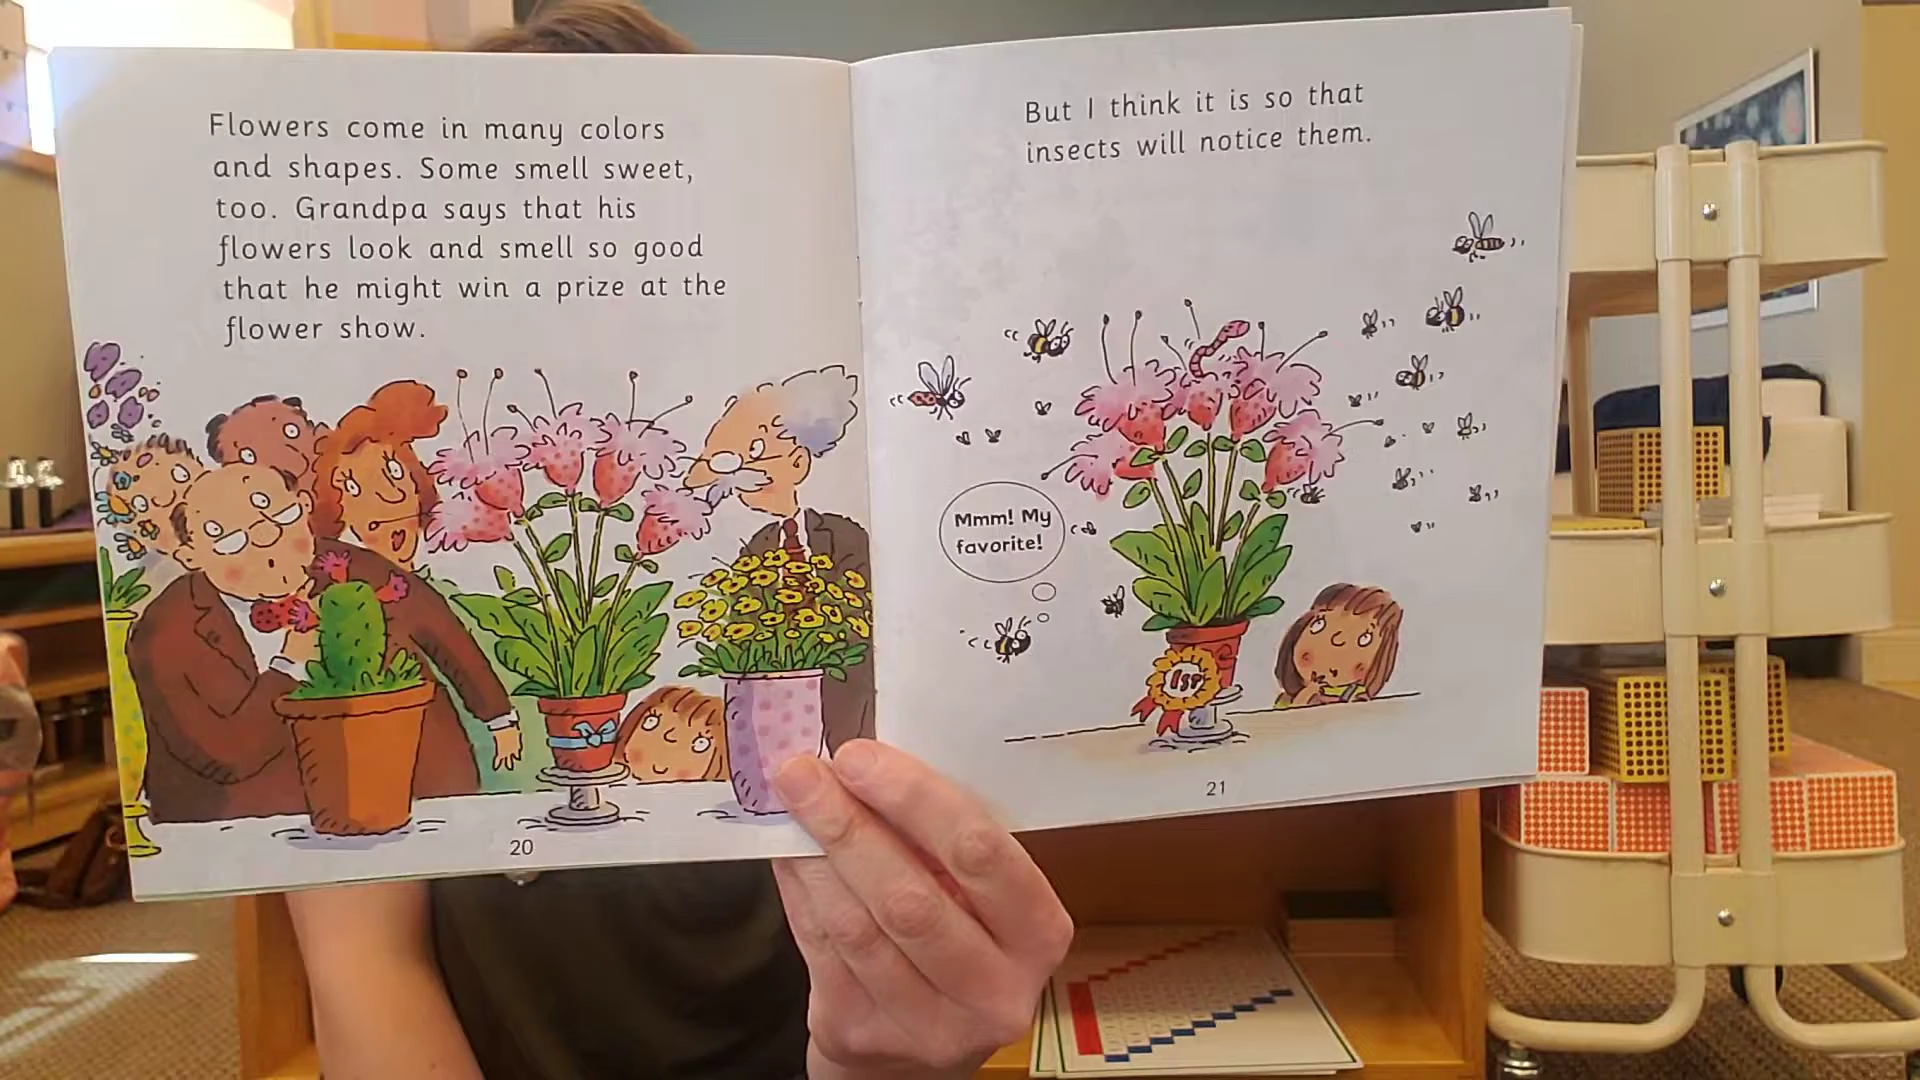 Flowers come in many colors
and shapes. Some smell sweet,
too. Grandpa says that his
flowers look and smell so good
that he might win a prize at the
flower show.
20
But I think it is so that
insects will notice them.
Mmm! My
favorite!
1ST
21